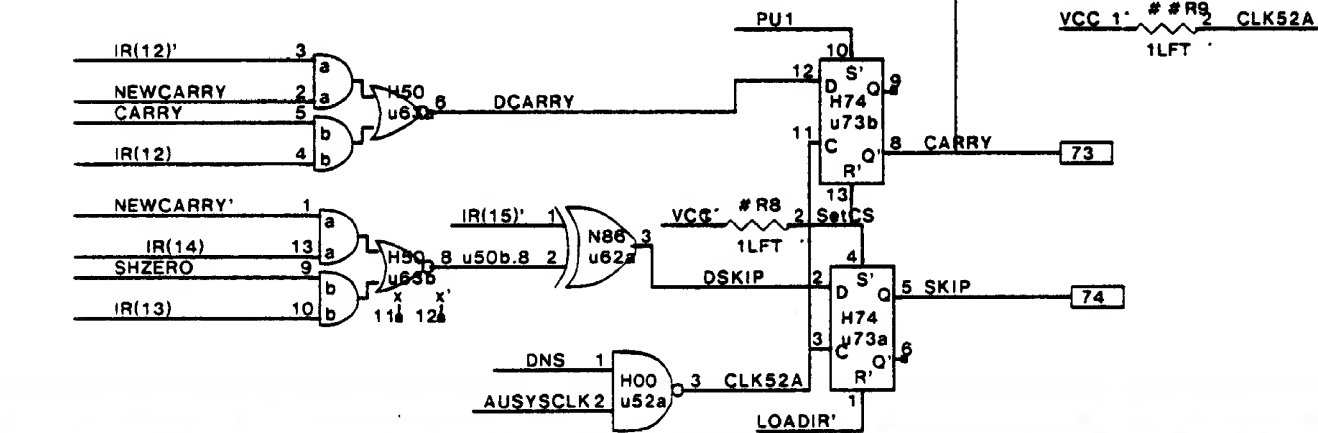 PU1
VCC 1 ##R9 2 CLK52A
1LFT
IR(12)' 3
a
NEWCARRY 2 a
CARRY 5
b
IR(12) 4 b
H50
6 DCARRY
10
12 S'
D Q 9
H74
u73b
11 C
Q' 8 CARRY 73
R'
13
NEWCARRY' 1
a
IR(14) 13 a
SHZERO 9
b
IR(13) 10 b
H50
u63b
8 u50b.8 2
x x'
11 12
IR(15)' 1
N86 3
u62a
VCC #R8 2 SetCS
1LFT
4
DSKIP 2 S'
D Q 5 SKIP 74
H74
u73a
3 C
Q' 6
R'
1
LOADIR'
DNS 1
H00 3 CLK52A
u52a
AUSYSCLK 2